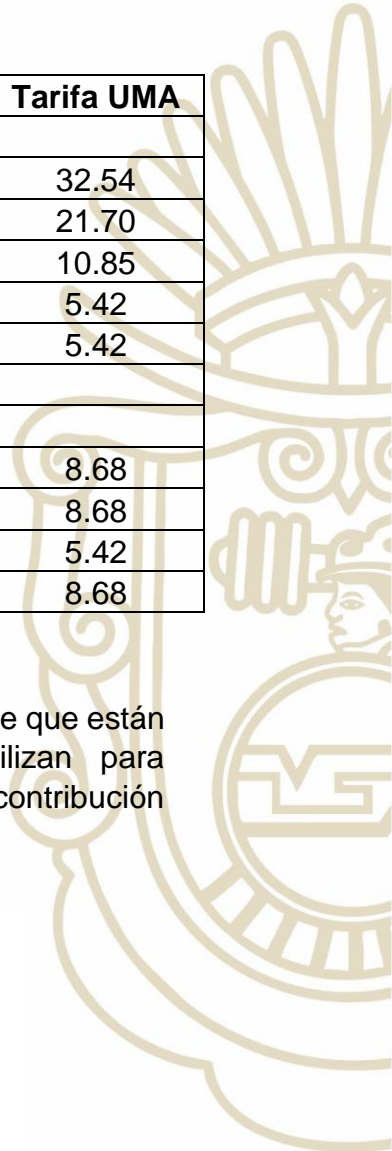 Tarifa UMA
32.54
21.70
10.85
5.42
5.42
8.68
8.68
5.42
8.68
e que están
ilizan para
contribución